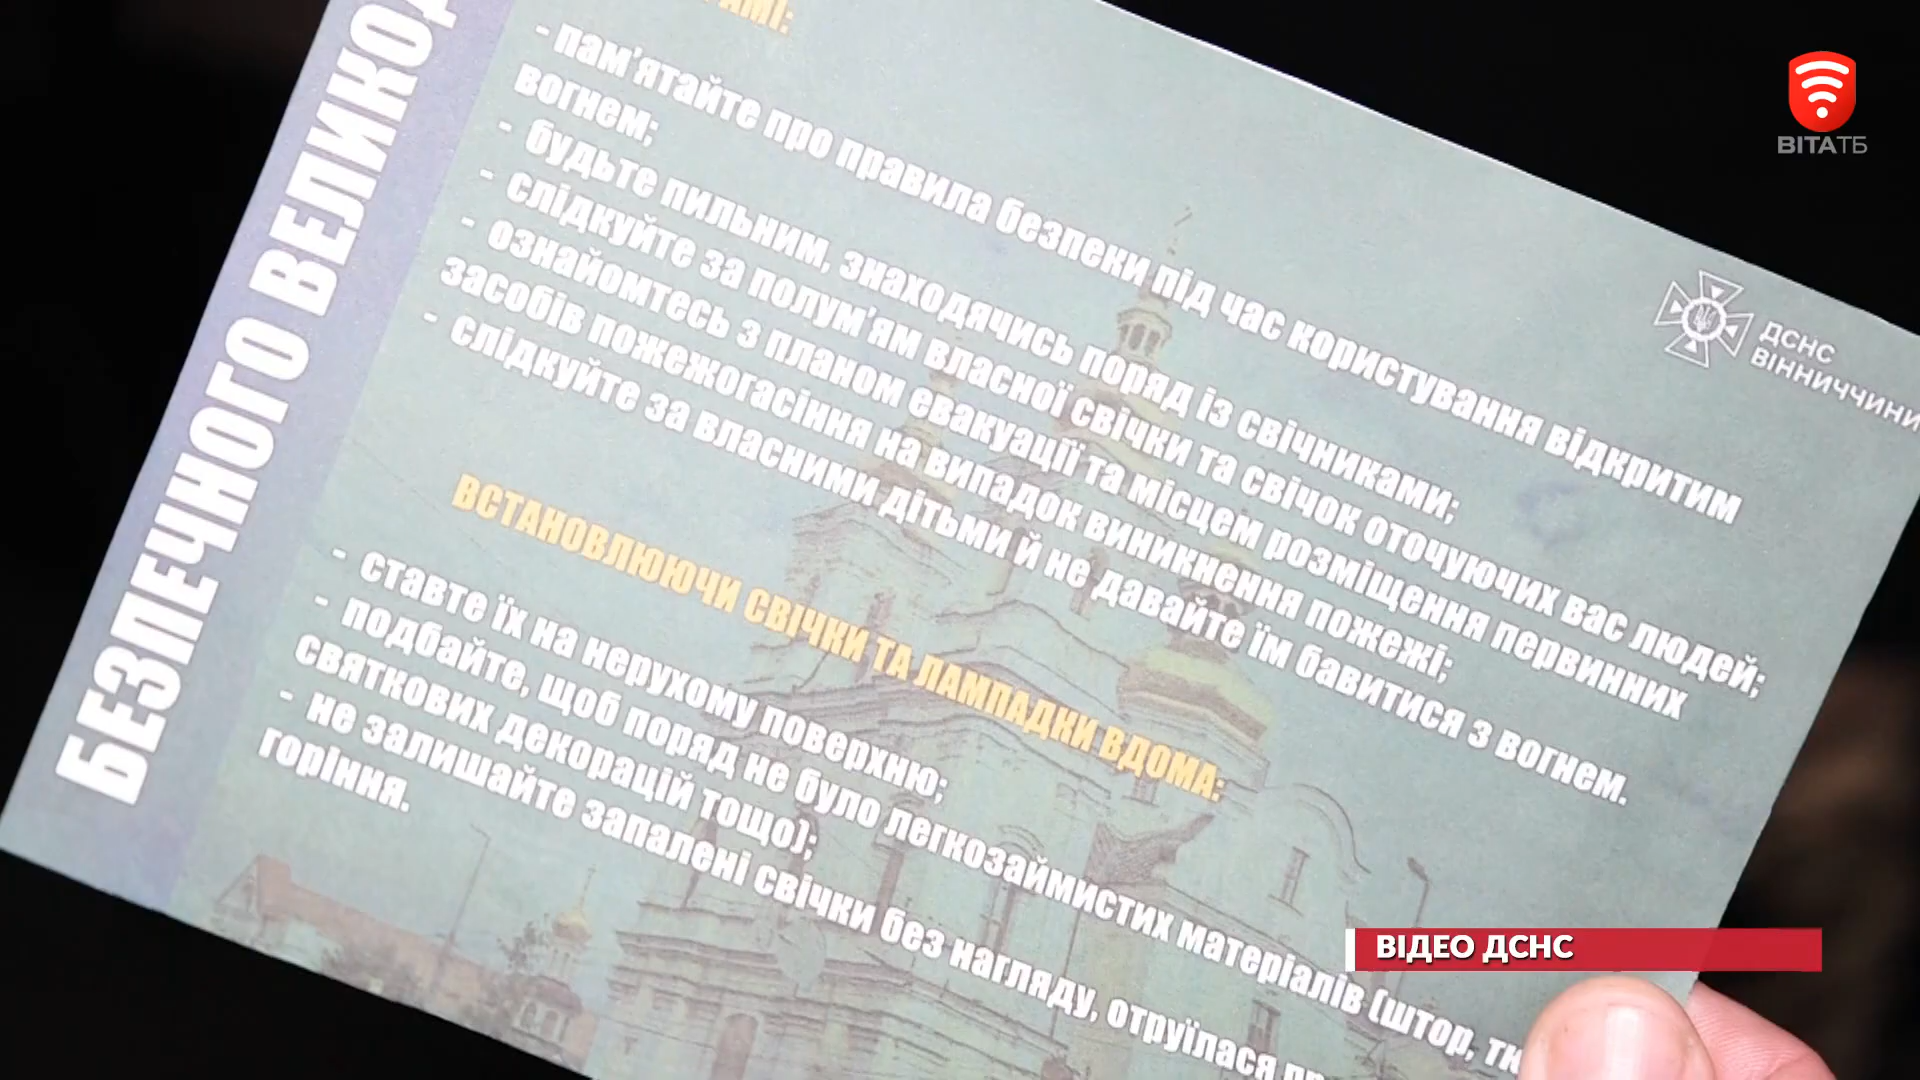 БЕЗПЕЧНОГО
- пам'ятайте про правила безпеки під час користування відкритим
вогнем;
- будьте пильним, знаходячись поряд із свічниками;
- слідкуйте за полум'ям власної свічки та свічок оточуючих вас людей;
- ознайомтесь з планом евакуації та місцем розміщення первинних
засобів пожежогасіння на випадок виникнення пожежі;
- слідкуйте за власними дітьми й не давайте їм бавитися з вогнем.
ВСТАНОВЛЮЮЧИ СВІЧКИ ТА ЛАМПАДКИ ВДОМА:
- ставте їх на нерухому поверхню;
- подбайте, щоб поряд не було легкозаймистих матеріалів (штор,
святкових декорацій тощо);
- не залишайте запалені свічки без нагляду, отруїлася
горіння.
ДСНС
ВІННИЧЧИНИ
ВІТАТБ
ВІДЕО ДСНС